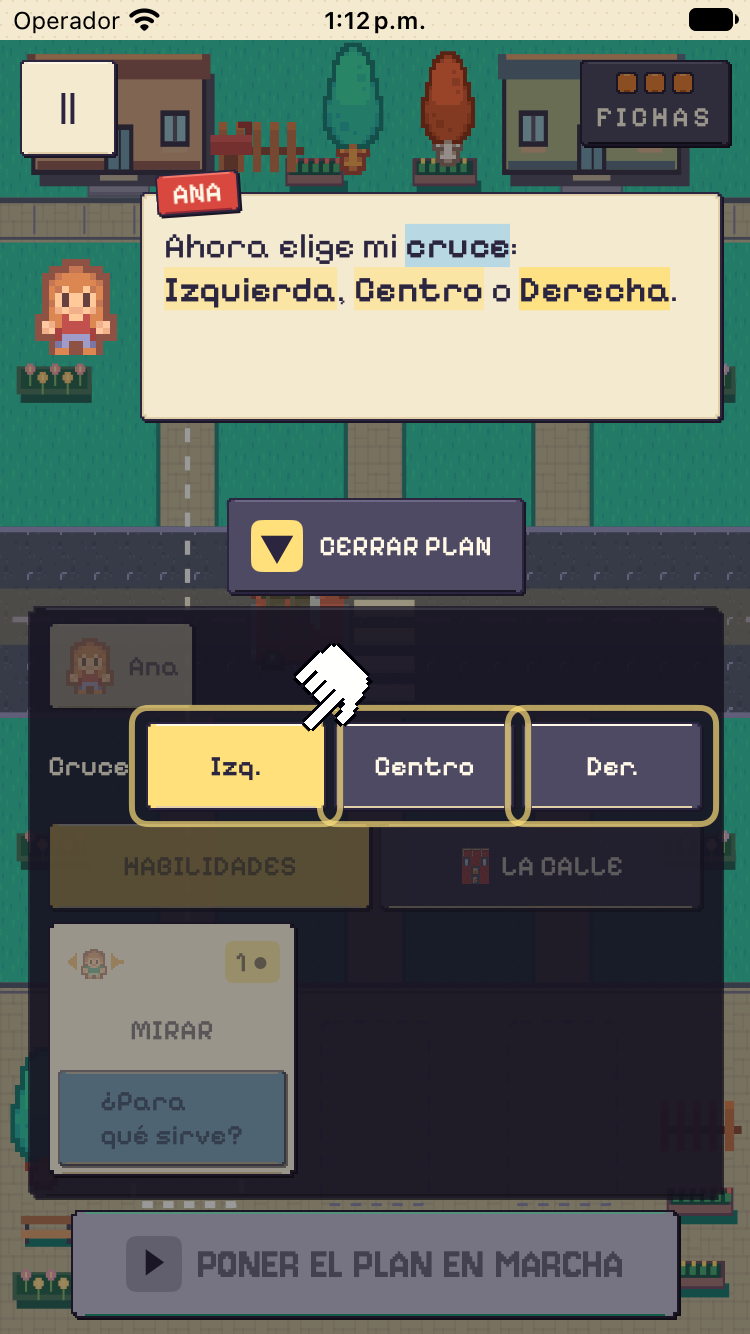 Operador
1:12 p.m.
FICHAS
ANA
Ahora elige mi cruce:
Izquierda, Centro o Derecha.
CERRAR PLAN
Ana
Cruce
Izq.
Centro
Der.
HABILIDADES
LA CALLE
1
MIRAR
¿Para
qué sirve?
PONER EL PLAN EN MARCHA